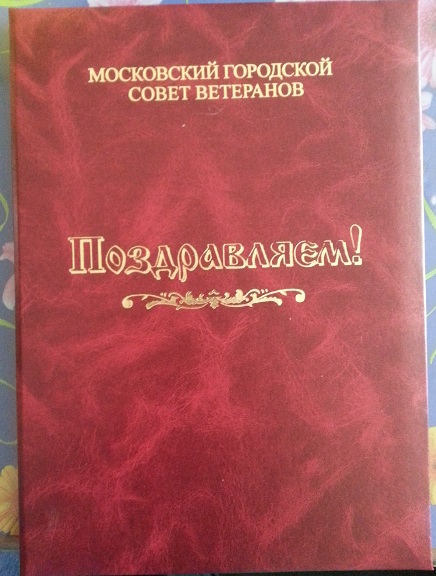 МОСКОВСКИЙ ГОРОДСКОЙ
СОВЕТ ВЕТЕРАНОВ
Поздравляем!